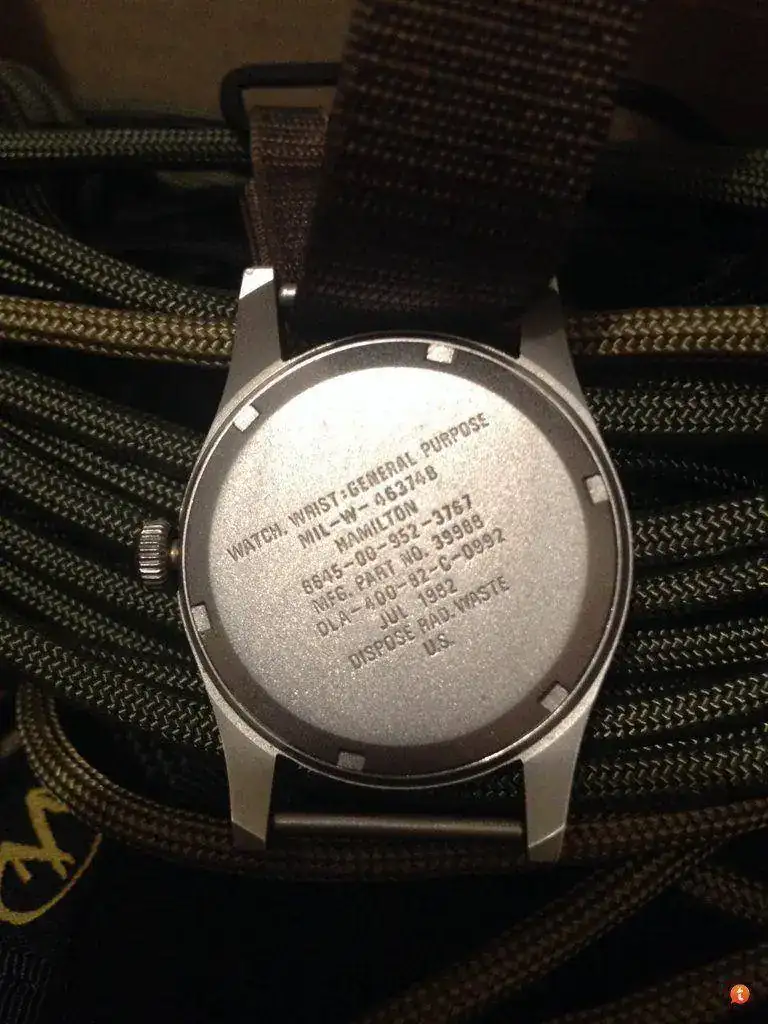 WATCH, WRIST: GENERAL PURPOSE
MIL-W-46374B
HAMILTON
6645-00-952-3767
MFG. PART NO. 39988
DLA-400-82-C-0992
JUL 1982
DISPOSE RAD. WASTE
U.S.